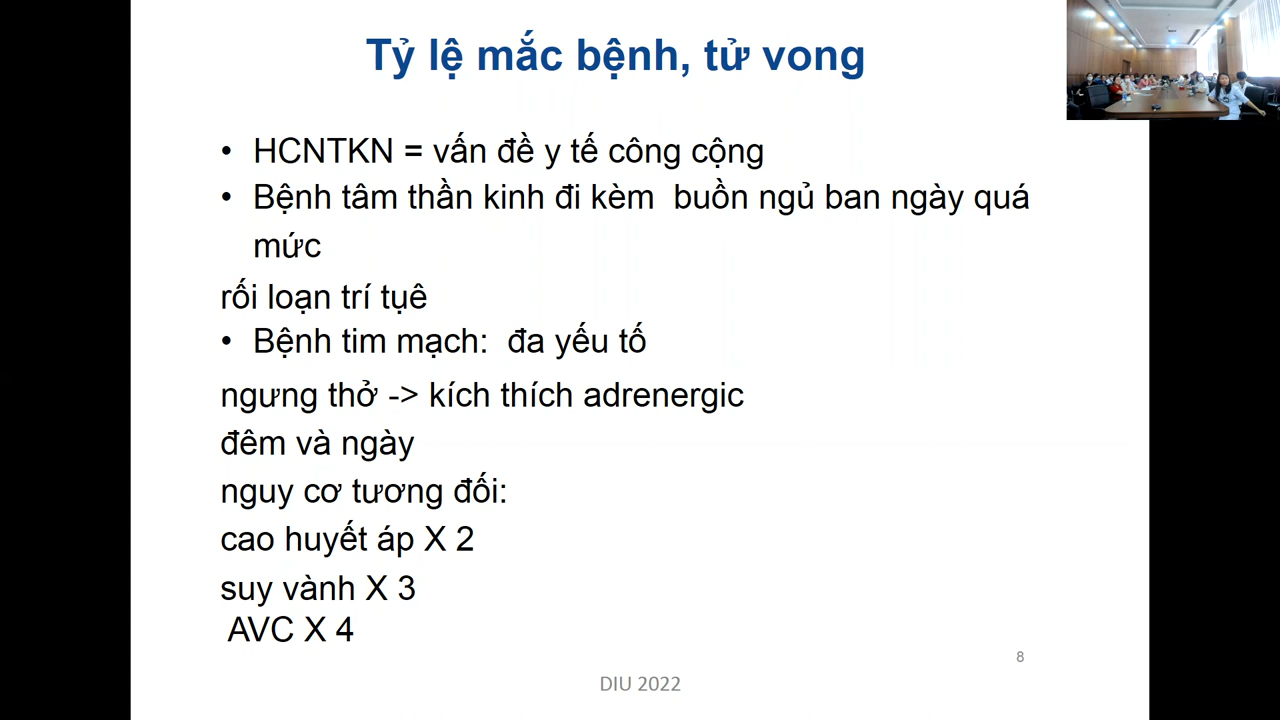 Tỷ lệ mắc bệnh, tử vong
• HCNTKN = vấn đề y tế công cộng
• Bệnh tâm thần kinh đi kèm  buồn ngủ ban ngày quá
mức
rối loạn trí tụê
• Bệnh tim mạch:  đa yếu tố
ngưng thở -> kích thích adrenergic
đêm và ngày
nguy cơ tương đối:
cao huyết áp X 2
suy vành X 3
AVC X 4
8
DIU 2022